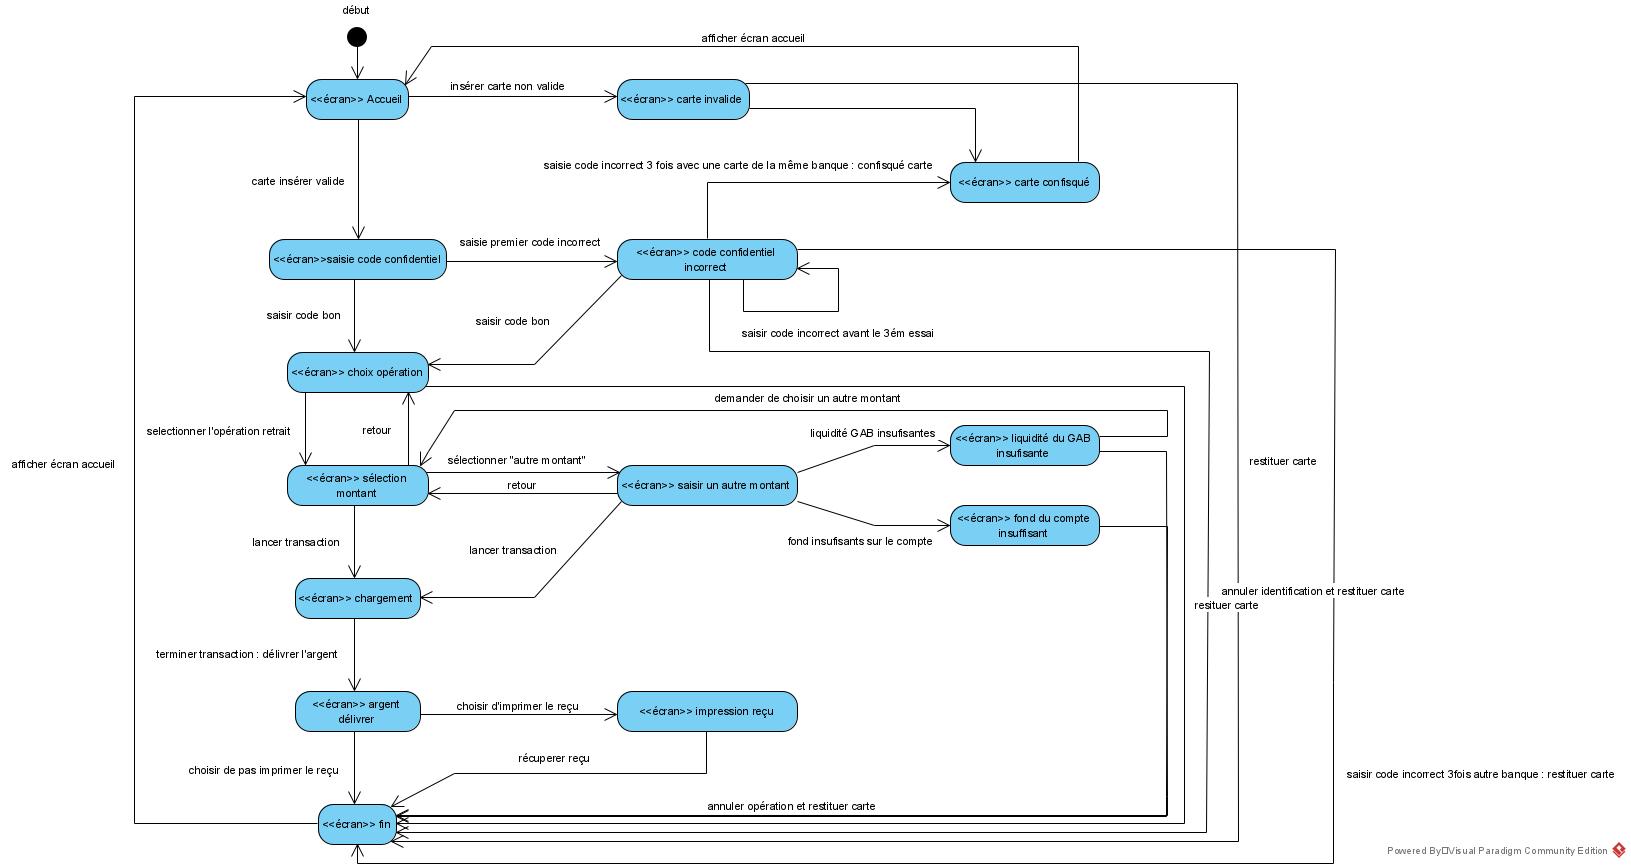 début
afficher écran accueil
insérer carte non valide
<<écran>> Accueil
<<écran>> carte invalide
saisie code incorrect 3 fois avec une carte de la même banque : confisqué carte
carte insérer valide
<<écran>> carte confisqué
saisie premier code incorrect
<<écran>>saisie code confidentiel
<<écran>> code confidentiel
incorrect
saisir code bon
saisir code bon
saisir code incorrect avant le 3ém essai
<<écran>> choix opération
demander de choisir un autre montant
selectionner l'opération retrait
retour
liquidité GAB insufisantes
<<écran>> liquidité du GAB
insufisante
afficher écran accueil
sélectionner "autre montant"
restituer carte
<<écran>> sélection
montant
retour
<<écran>> saisir un autre montant
<<écran>> fond du compte
insuffisant
lancer transaction
lancer transaction
fond insufisants sur le compte
<<écran>> chargement
annuler identification et restituer carte
resituer carte
terminer transaction : délivrer l'argent
<<écran>> argent
délivrer
choisir d'imprimer le reçu
<<écran>> impression reçu
récuperer reçu
choisir de pas imprimer le reçu
saisir code incorrect 3fois autre banque : restituer carte
annuler opération et restituer carte
<<écran>> fin
Powered By Visual Paradigm Community Edition